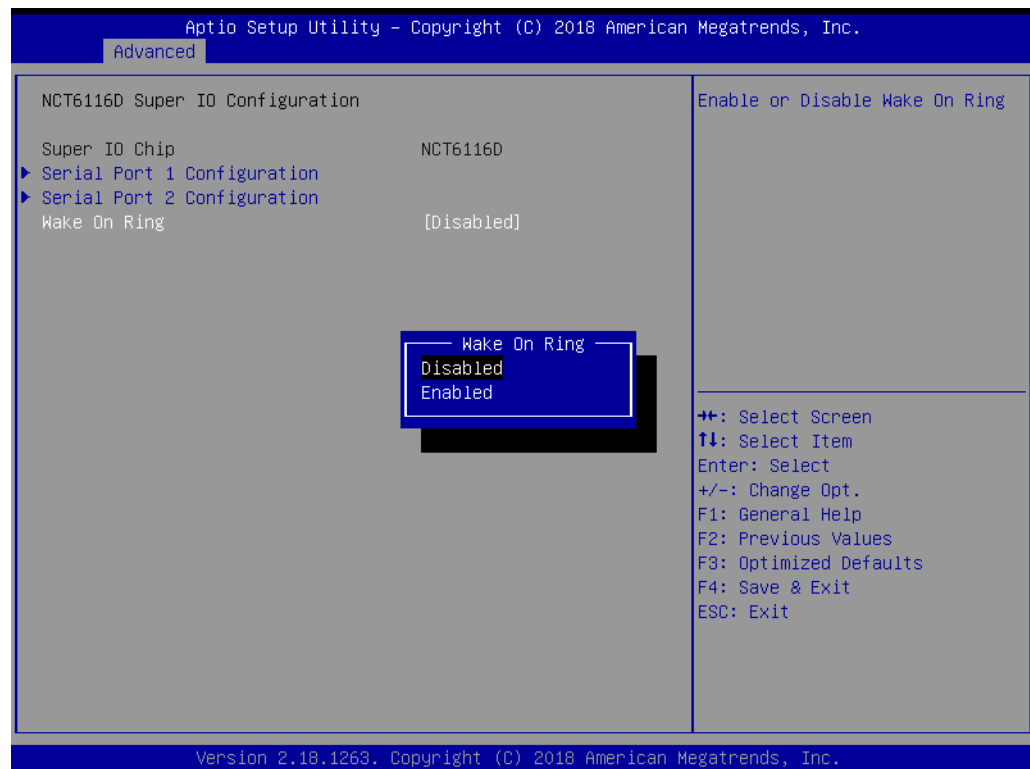 Aptio Setup Utility – Copyright (C) 2018 American Megatrends, Inc.
Advanced
NCT6116D Super IO Configuration
Super IO Chip NCT6116D
Serial Port 1 Configuration
Serial Port 2 Configuration
Wake On Ring [Disabled]
Wake On Ring
Disabled
Enabled
Enable or Disable Wake On Ring
→←: Select Screen
↑↓: Select Item
Enter: Select
+/-: Change Opt.
F1: General Help
F2: Previous Values
F3: Optimized Defaults
F4: Save & Exit
ESC: Exit
Version 2.18.1263. Copyright (C) 2018 American Megatrends, Inc.